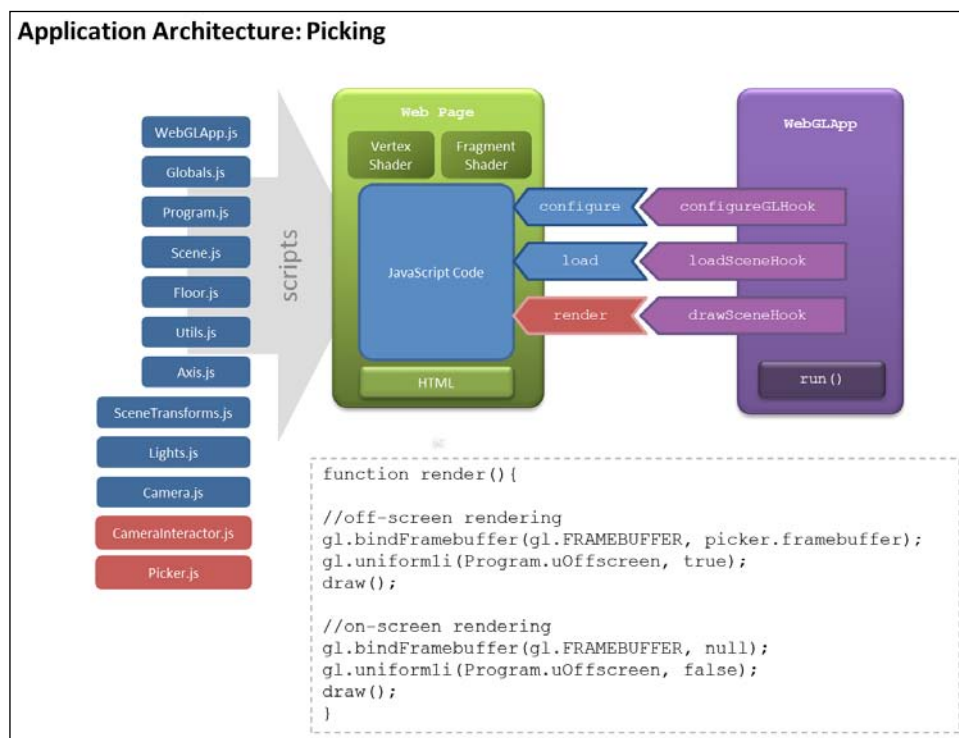 Application Architecture: Picking
WebGLApp.js
Globals.js
Program.js
Scene.js
Floor.js
Utils.js
Axis.js
SceneTransforms.js
Lights.js
Camera.js
CameraInteractor.js
Picker.js
scripts
Web Page
Vertex
Shader
Fragment
Shader
JavaScript Code
HTML
configure
load
render
WebGLApp
configureGLHook
loadSceneHook
drawSceneHook
run()
function render(){
//off-screen rendering
gl.bindFramebuffer(gl.FRAMEBUFFER, picker.framebuffer);
gl.uniform1i(Program.uOffscreen, true);
draw();
//on-screen rendering
gl.bindFramebuffer(gl.FRAMEBUFFER, null);
gl.uniform1i(Program.uOffscreen, false);
draw();
}